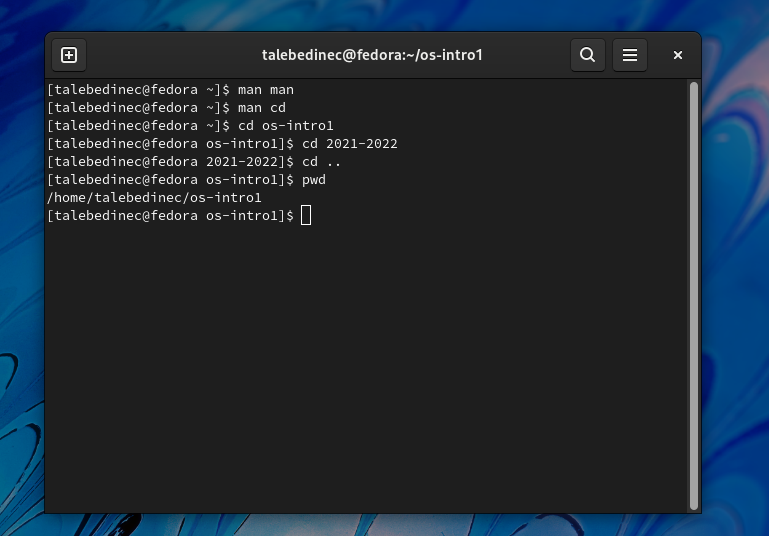 talebedinec@fedora:~/os-intro1
[talebedinec@fedora ~]$ man man
[talebedinec@fedora ~]$ man cd
[talebedinec@fedora ~]$ cd os-intro1
[talebedinec@fedora os-intro1]$ cd 2021-2022
[talebedinec@fedora 2021-2022]$ cd ..
[talebedinec@fedora os-intro1]$ pwd
/home/talebedinec/os-intro1
[talebedinec@fedora os-intro1]$